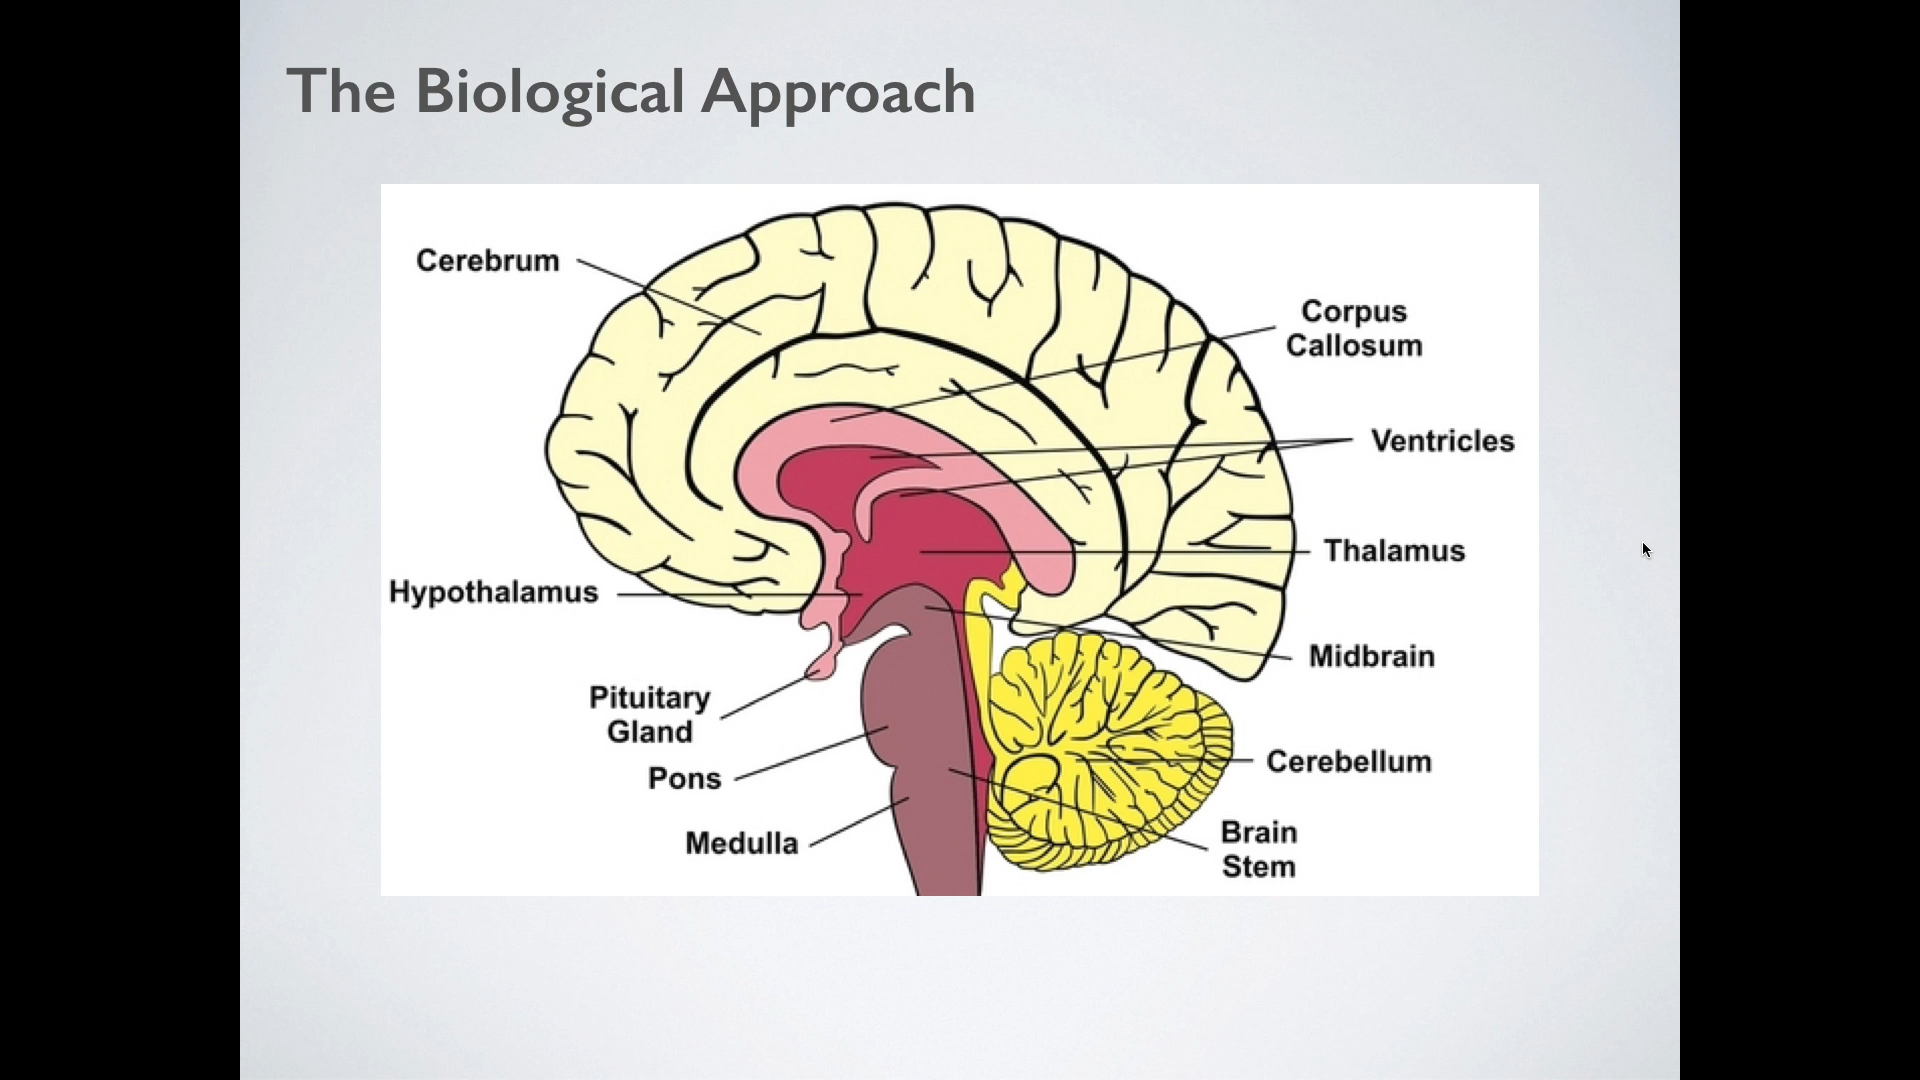 The Biological Approach
Cerebrum
Corpus
Callosum
Ventricles
Thalamus
Hypothalamus
Midbrain
Pituitary
Gland
Pons
Cerebellum
Medulla
Brain
Stem